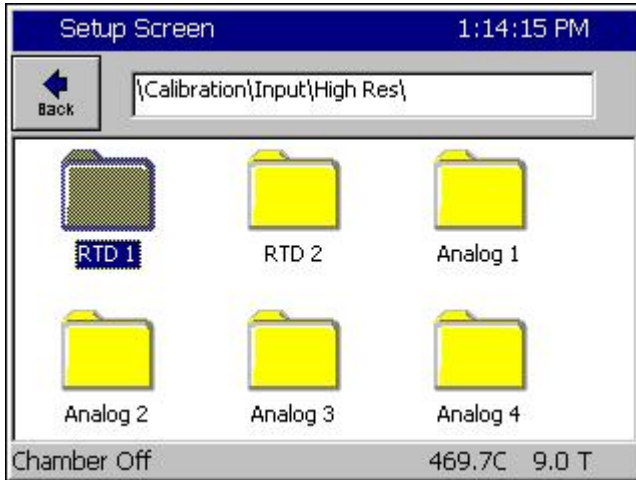 Setup Screen 1:14:15 PM
Back \Calibration\Input\High Res\
RTD 1 RTD 2 Analog 1
Analog 2 Analog 3 Analog 4
Chamber Off 469.7C 9.0 T